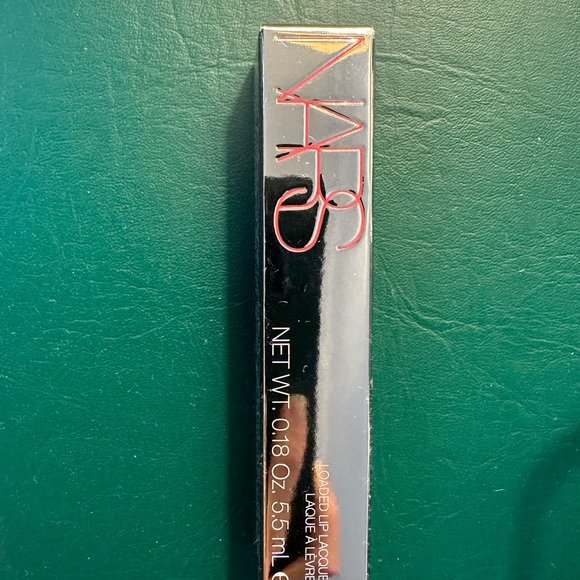 NARS
LOADED LIP LACQUE
LAQUE À LÈVRE
NET WT. 0.18 Oz. 5.5 mL e